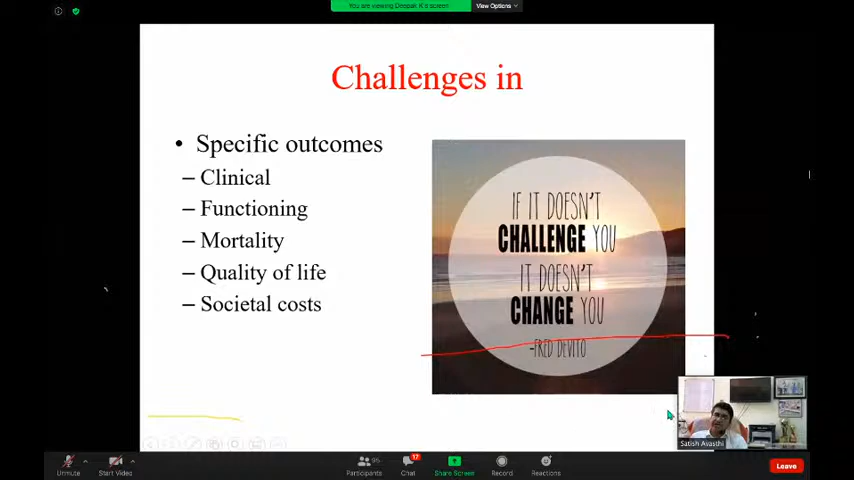 You are viewing Deepak K's screen
View Options
Challenges in
• Specific outcomes
– Clinical
– Functioning
– Mortality
– Quality of life
– Societal costs
IF IT DOESN'T
CHALLENGE YOU
IT DOESN'T
CHANGE YOU
-FRED DEVITO
Satish Avasthi
Unmute
Start Video
Participants
Chat
17
Share Screen
Record
Reactions
Leave